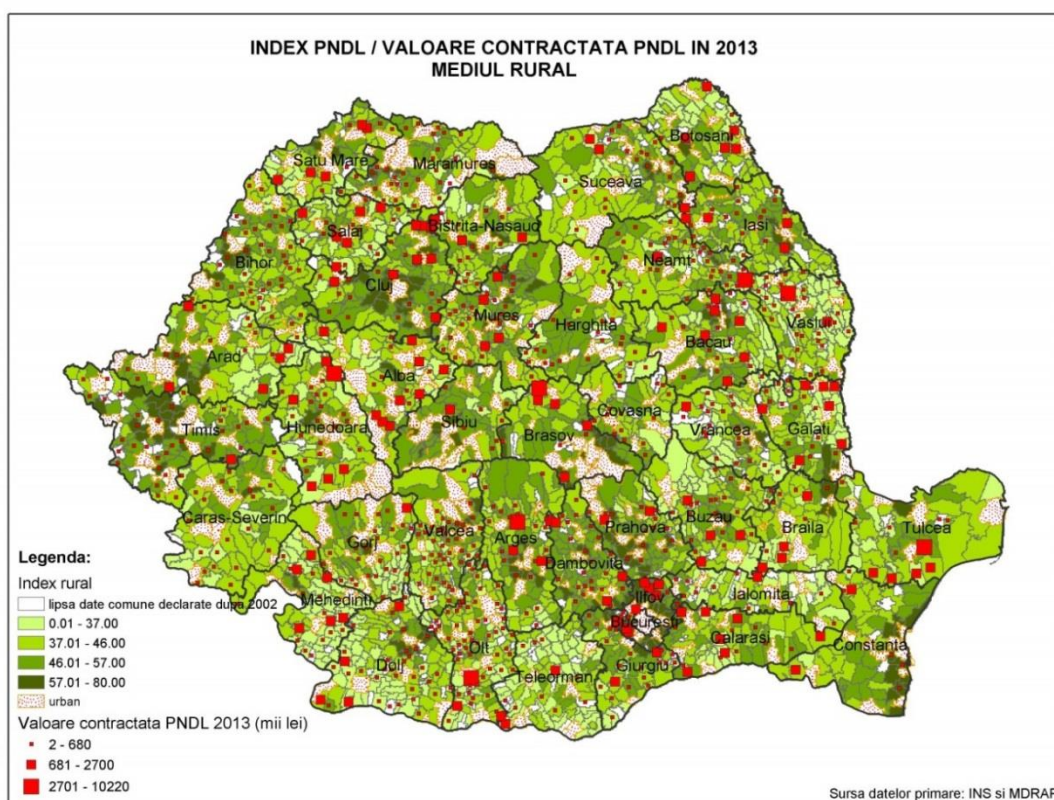 INDEX PNDL / VALOARE CONTRACTATA PNDL IN 2013
MEDIUL RURAL
Botosani
Satu Mare
Maramures
Suceava
Iasi
Salaj
Bistrita-Nasaud
Bihor
Neamt
Cluj
Mures
Harghita
Vaslui
Bacau
Arad
Alba
Covasna
Timis
Hunedoara
Sibiu
Brasov
Vrancea
Galati
Caras-Severin
Gorj
Valcea
Arges
Prahova
Buzau
Braila
Tulcea
Dambovita
Mehedinti
Ilfov
Ialomita
Bucuresti
Calarasi
Constanta
Dolj
Olt
Teleorman
Giurgiu
Legenda:
Index rural
lipsa date comune declarate dupa 2002
0.01 - 37.00
37.01 - 46.00
46.01 - 57.00
57.01 - 80.00
urban
Valoare contractata PNDL 2013 (mii lei)
2 - 680
681 - 2700
2701 - 10220
Sursa datelor primare: INS si MDRAP